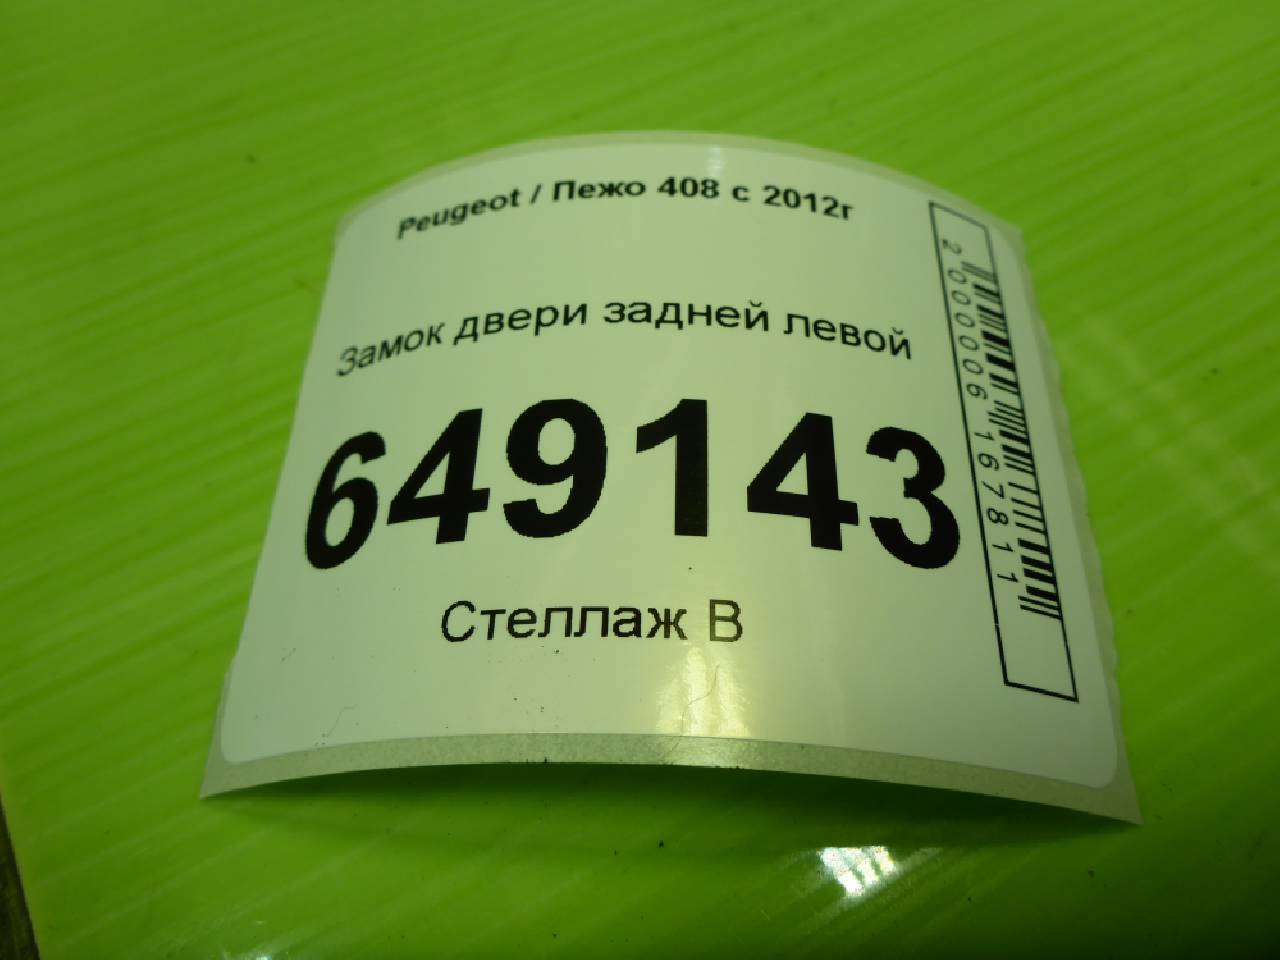 Peugeot / Пежо 408 с 2012г
Замок двери задней левой
649143
Стеллаж В
2000006167811